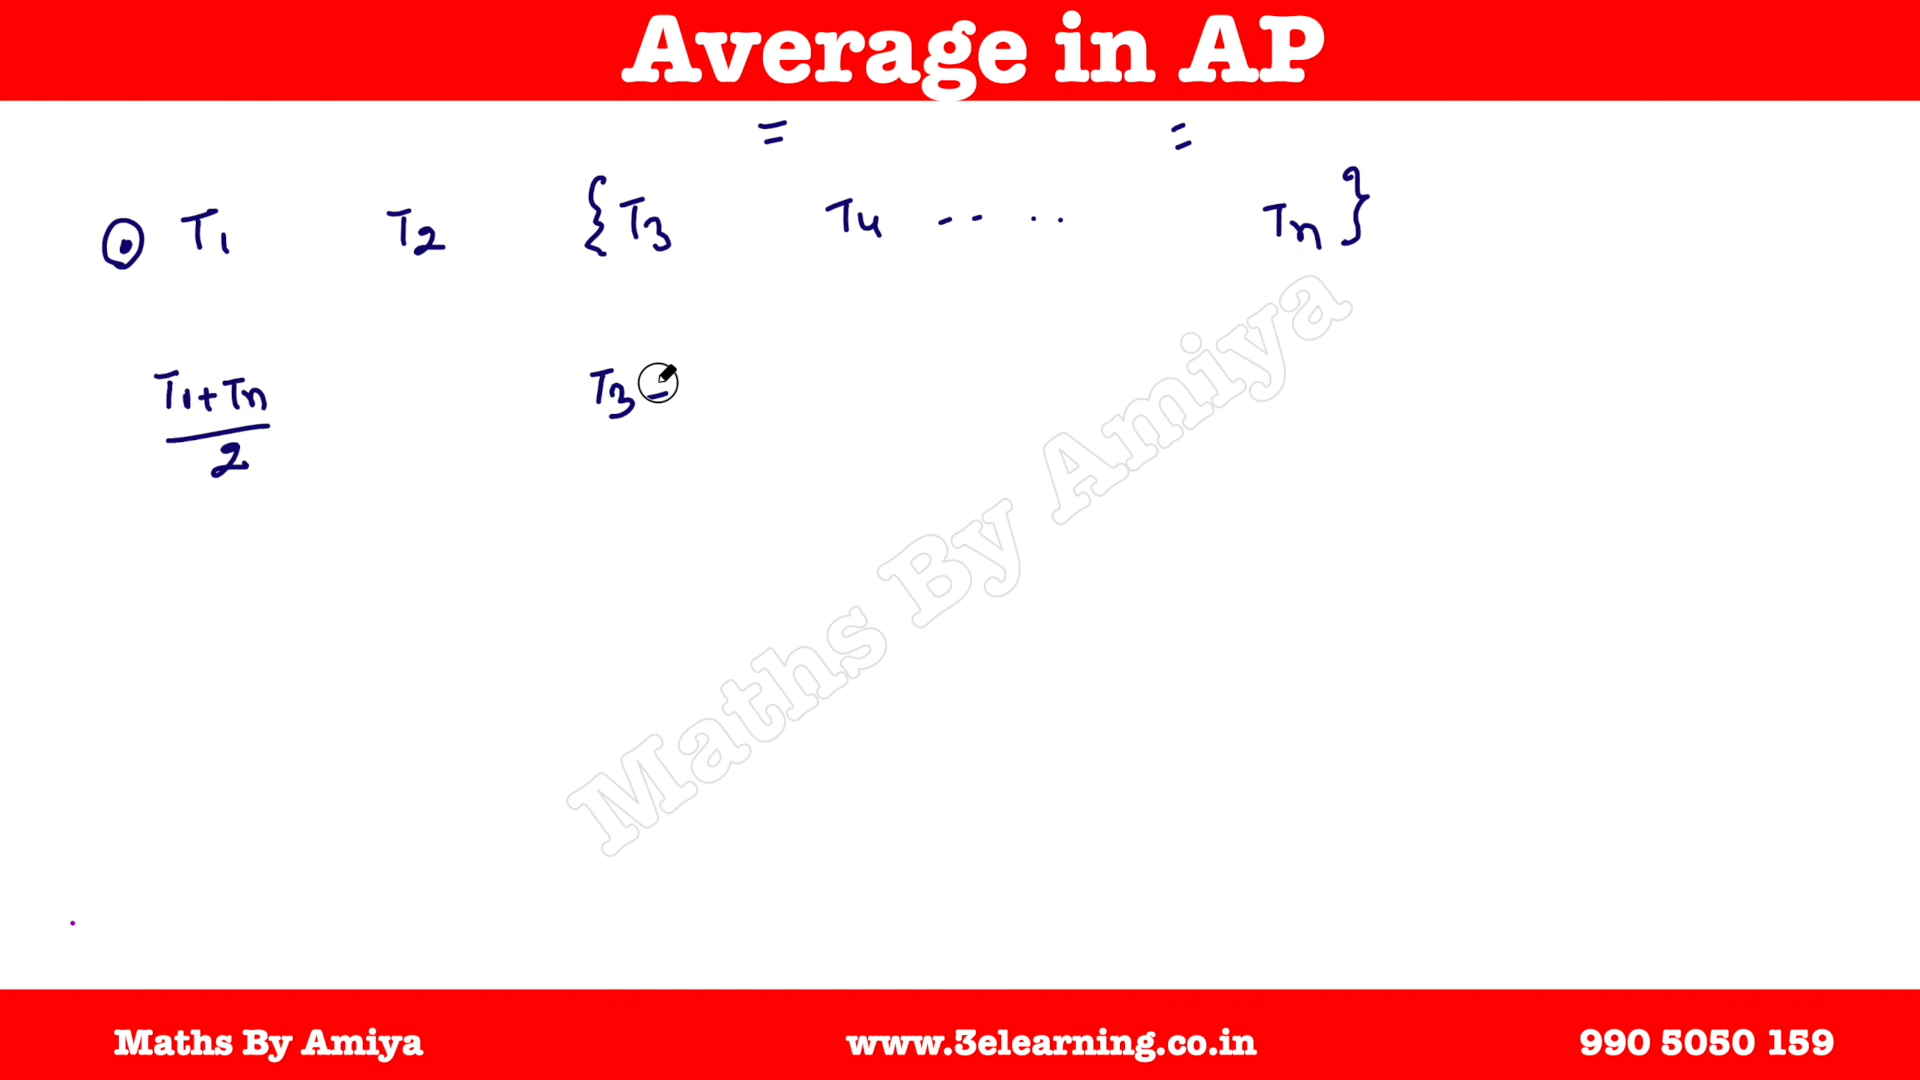 Average in AP
= =
⊙ T1 T2 {T3 T4 -- .. Tn}
T1+Tn T3 -
2
Maths By Amiya
Maths By Amiya www.3elearning.co.in 990 5050 159